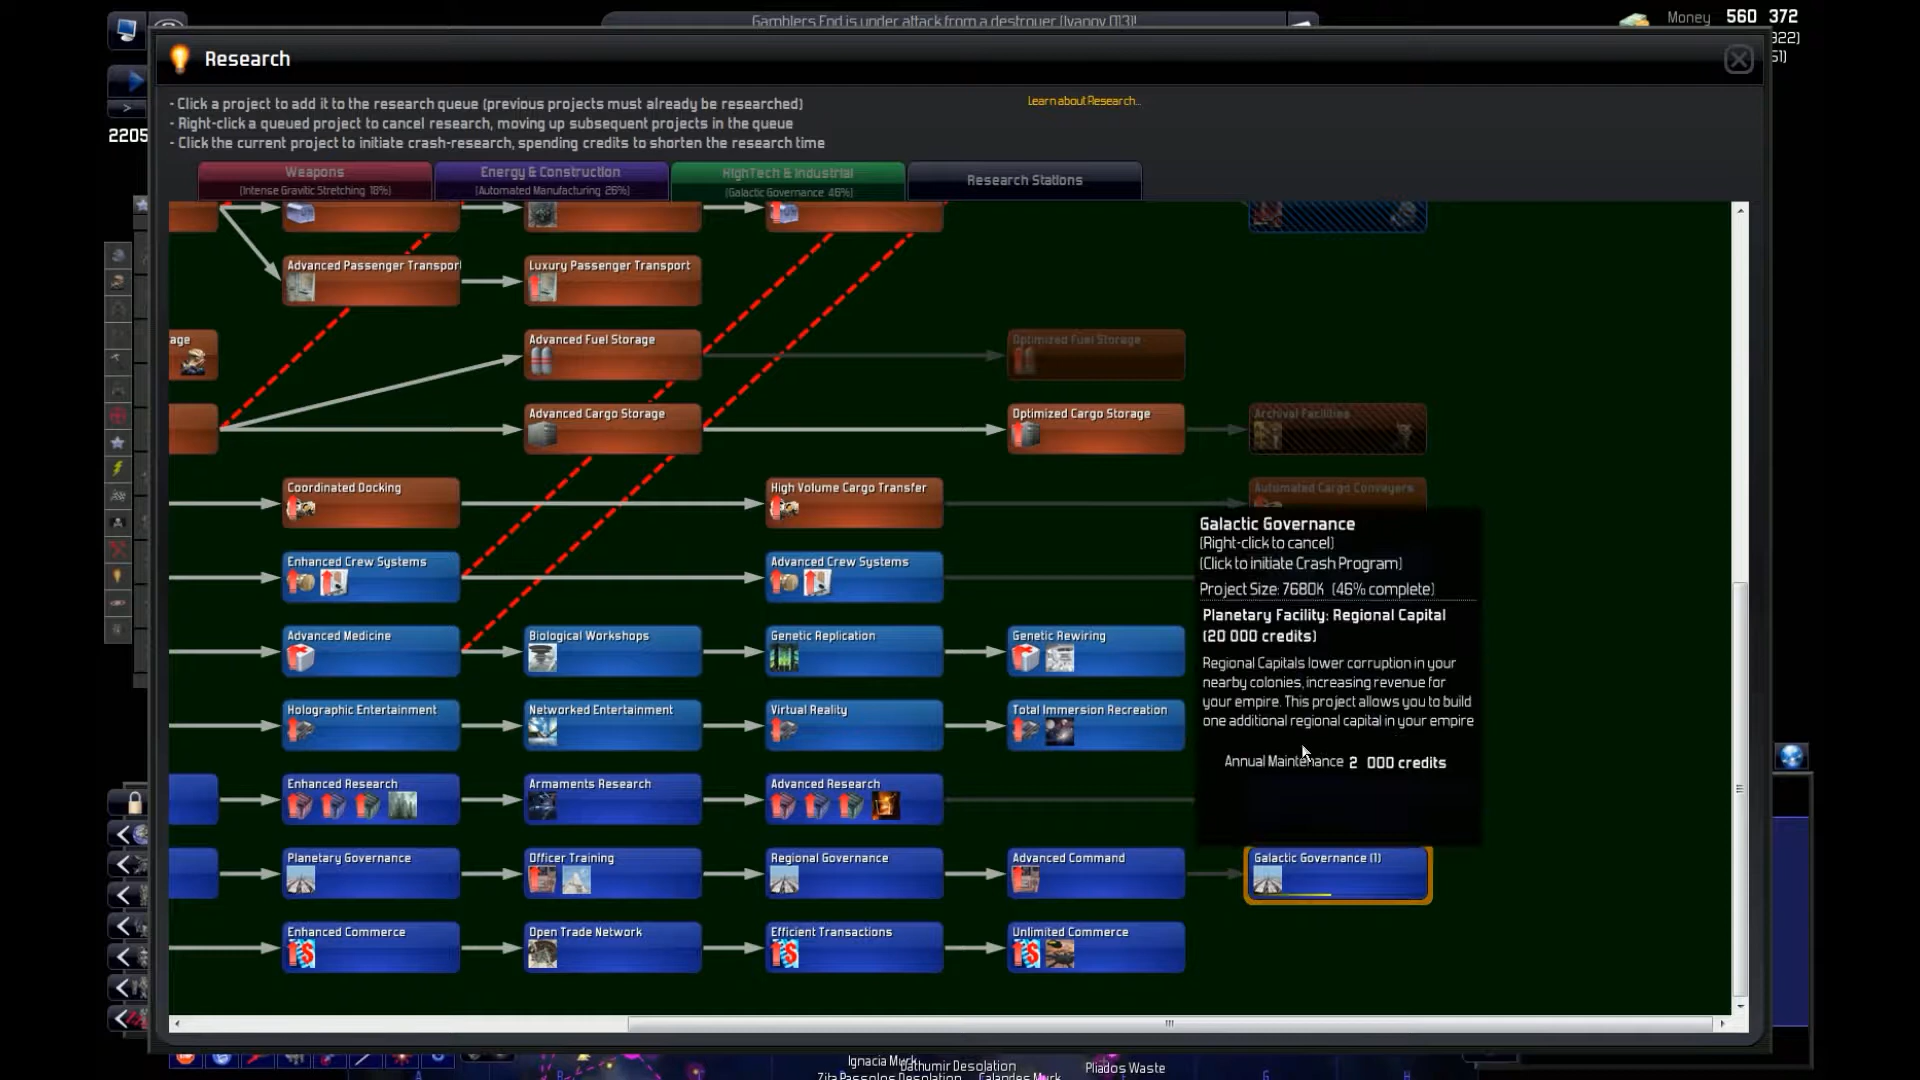 Gamblers End is under attack from a destroyer (Ivanov (113)!
Money 560 372
322)
51)
Research
- Click a project to add it to the research queue (previous projects must already be researched)
- Right-click a queued project to cancel research, moving up subsequent projects in the queue
- Click the current project to initiate crash-research, spending credits to shorten the research time
Learn about Research...
2205
Weapons
(Intense Gravitic Stretching 18%)
Energy & Construction
(Automated Manufacturing 26%)
HighTech & Industrial
(Galactic Governance 46%)
Research Stations
Advanced Passenger Transpor
Luxury Passenger Transport
age
Advanced Fuel Storage
Optimized Fuel Storage
Advanced Cargo Storage
Optimized Cargo Storage
Archival Facilities
Coordinated Docking
High Volume Cargo Transfer
Automated Cargo Conveyers
Enhanced Crew Systems
Advanced Crew Systems
Galactic Governance
(Right-click to cancel)
(Click to initiate Crash Program)
Project Size: 7680K (46% complete)
Planetary Facility: Regional Capital
(20 000 credits)
Regional Capitals lower corruption in your
nearby colonies, increasing revenue for
your empire. This project allows you to build
one additional regional capital in your empire
Annual Maintenance 2 000 credits
Advanced Medicine
Biological Workshops
Genetic Replication
Genetic Rewiring
Holographic Entertainment
Networked Entertainment
Virtual Reality
Total Immersion Recreation
Enhanced Research
Armaments Research
Advanced Research
Planetary Governance
Officer Training
Regional Governance
Advanced Command
Galactic Governance (1)
Enhanced Commerce
Open Trade Network
Efficient Transactions
Unlimited Commerce
Ignacia Murk
Dathumir Desolation
Pliados Waste
Zita Passolos Desolation
Calandes Murk